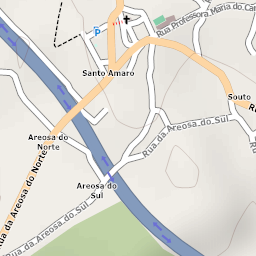 Rua Professora Maria do Ca
P
Santo Amaro
Souto
R
Areosa do
Norte
Rua da Areosa do Sul
Areosa do
Sul
Rua da Areosa do Norte
Rua da Areosa do Sul